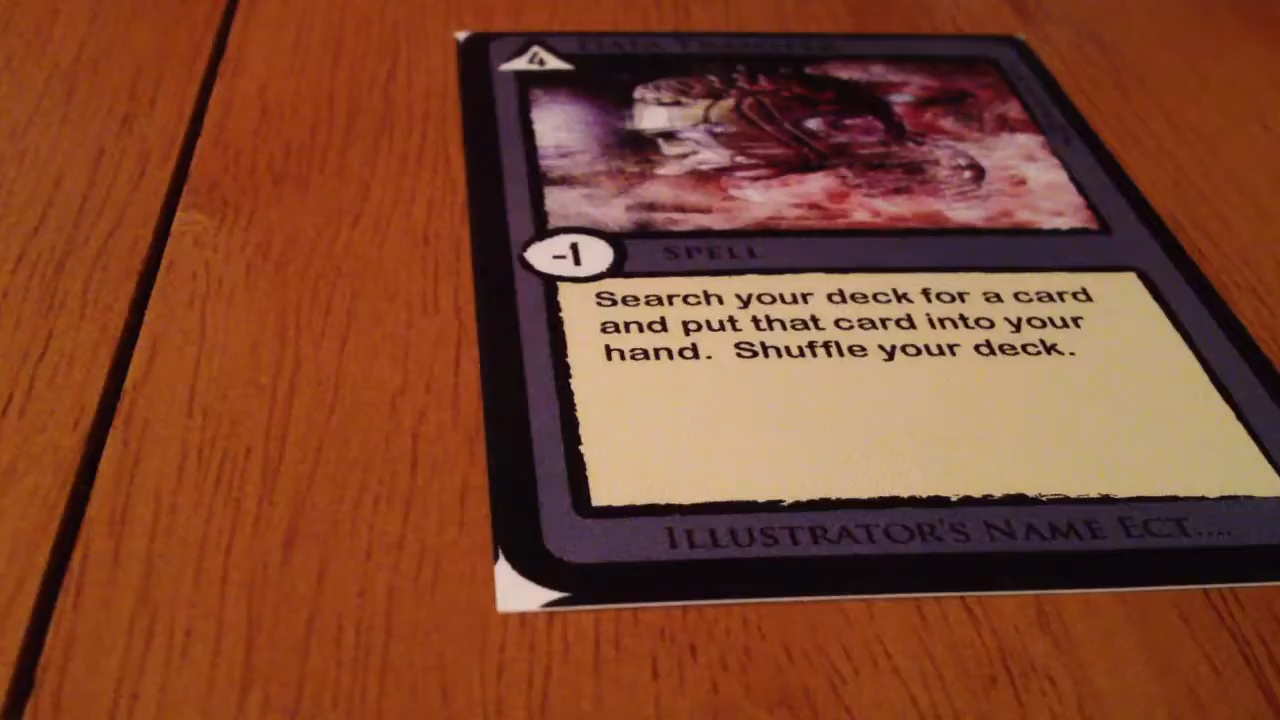 4
-1
SPELL
Search your deck for a card
and put that card into your
hand. Shuffle your deck.
ILLUSTRATOR'S NAME ECT....